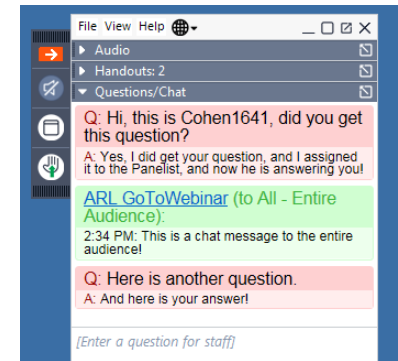 File View Help
Audio
Handouts: 2
Questions/Chat
Q: Hi, this is Cohen1641, did you get
this question?
A: Yes, I did get your question, and I assigned
it to the Panelist, and now he is answering you!
ARL GoToWebinar (to All - Entire
Audience):
2:34 PM: This is a chat message to the entire
audience!
Q: Here is another question.
A: And here is your answer!
[Enter a question for staff]